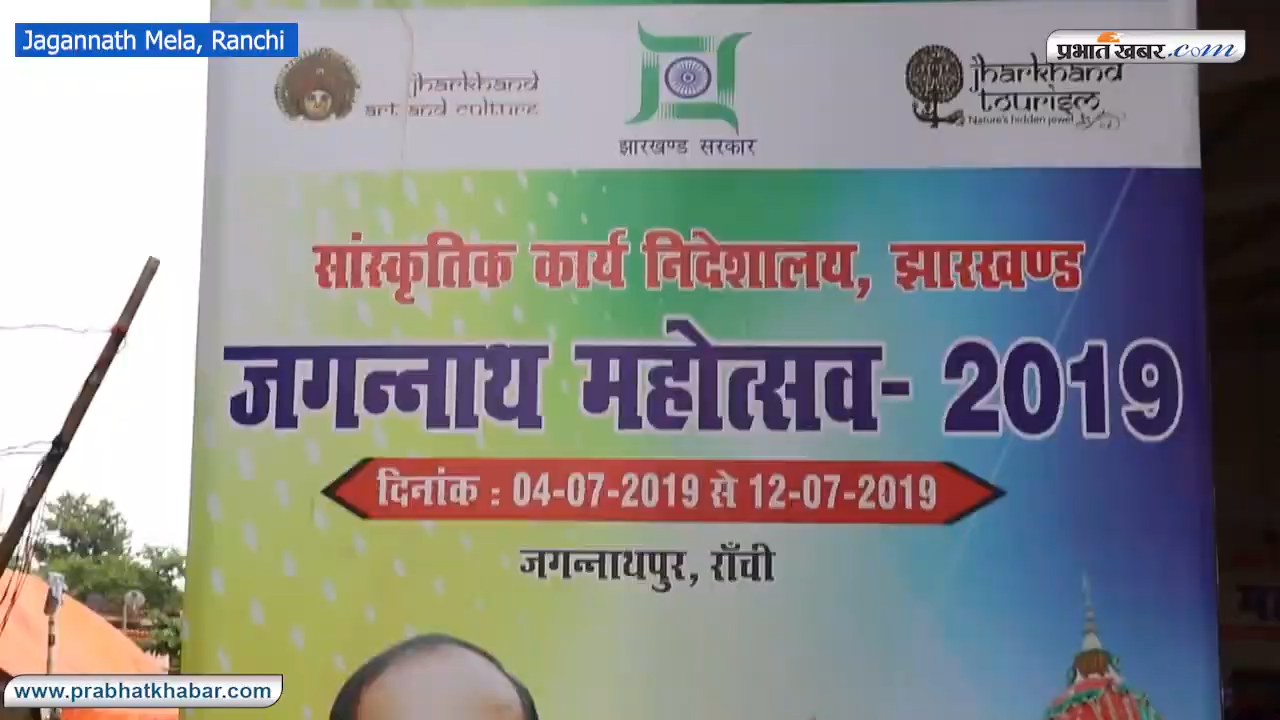 Jagannath Mela, Ranchi
प्रभात खबर.com
jharkhand
art and culture
झारखण्ड सरकार
jharkhand
tourism
Nature's hidden jewel
सांस्कृतिक कार्य निदेशालय, झारखण्ड
जगन्नाथ महोत्सव- 2019
दिनांक : 04-07-2019 से 12-07-2019
जगन्नाथपुर, राँची
www.prabhatkhabar.com